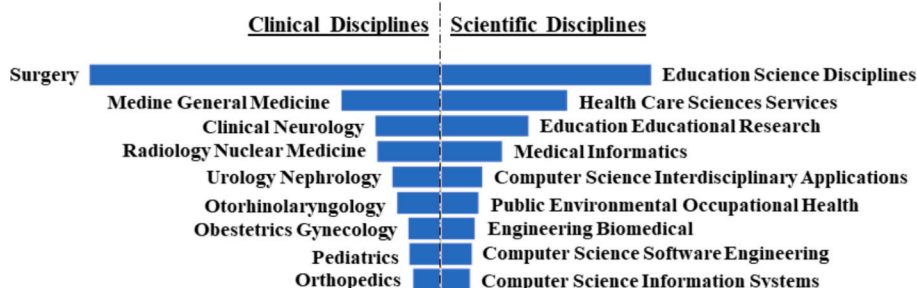 Clinical Disciplines Scientific Disciplines
Surgery Education Science Disciplines
Medine General Medicine Health Care Sciences Services
Clinical Neurology Education Educational Research
Radiology Nuclear Medicine Medical Informatics
Urology Nephrology Computer Science Interdisciplinary Applications
Otorhinolaryngology Public Environmental Occupational Health
Obestetrics Gynecology Engineering Biomedical
Pediatrics Computer Science Software Engineering
Orthopedics Computer Science Information Systems